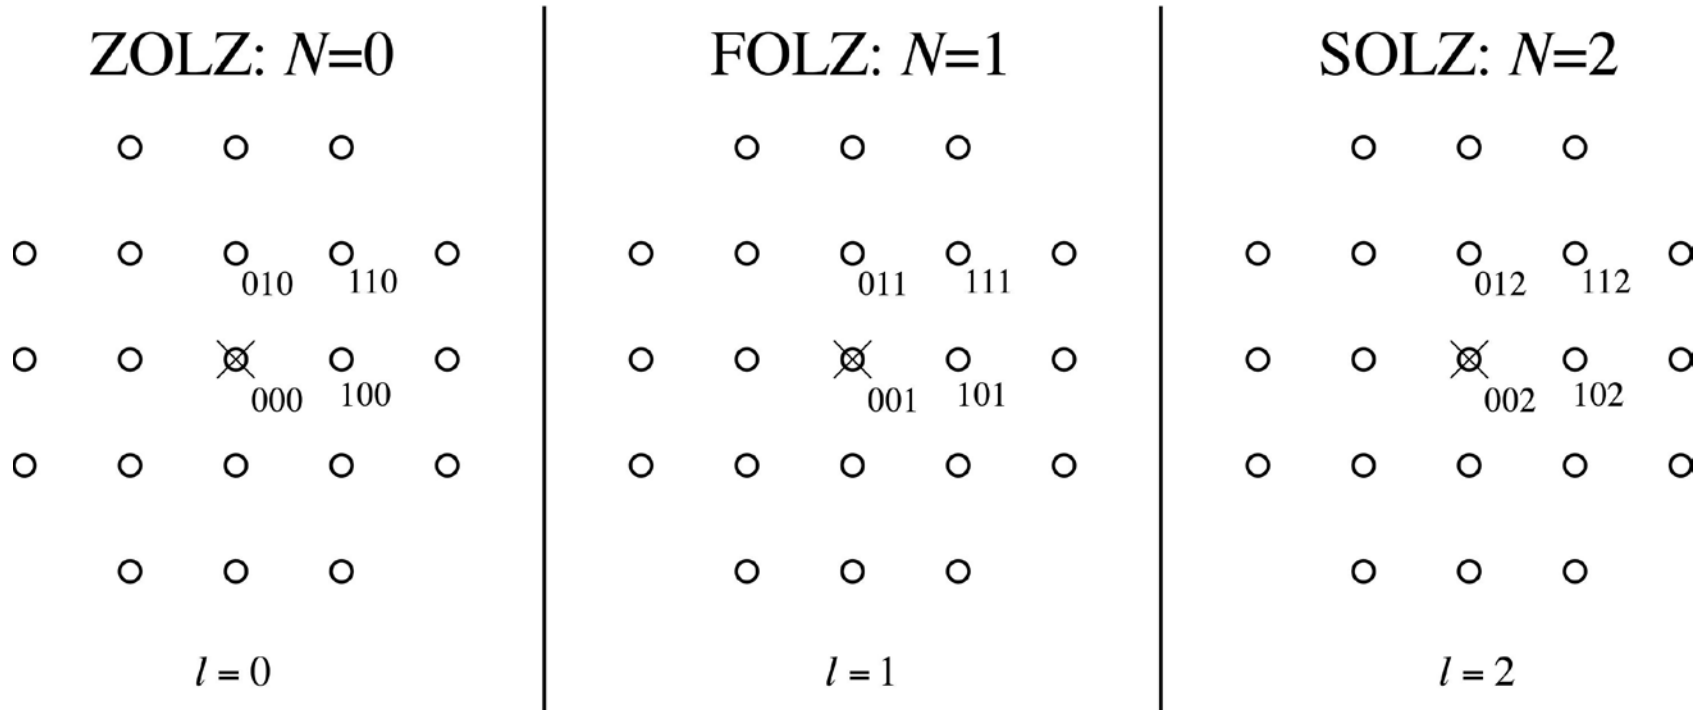 ZOLZ: N=0
FOLZ: N=1
SOLZ: N=2
010 110
011 111
012 112
000 100
001 101
002 102
l = 0
l = 1
l = 2